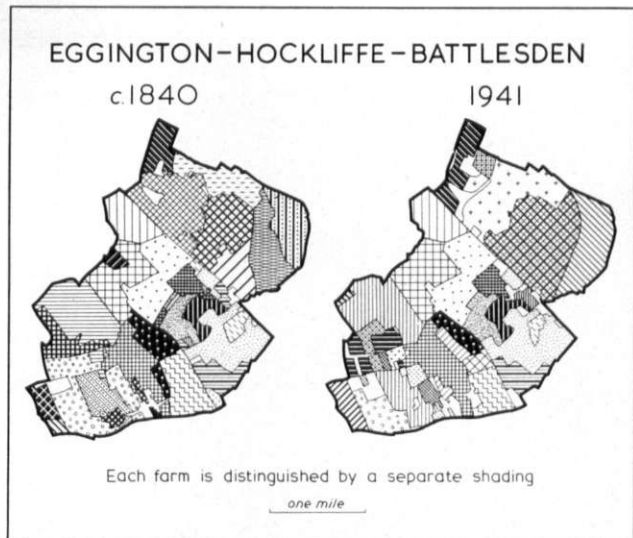 EGGINGTON–HOCKLIFFE–BATTLESDEN
c.1840
1941
Each farm is distinguished by a separate shading
one mile